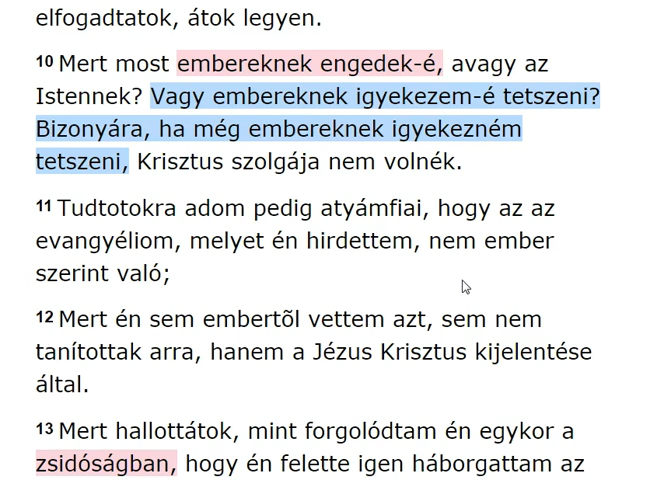 elfogadtatok, átok legyen.
10 Mert most embereknek engedek-é, avagy az
Istennek? Vagy embereknek igyekezem-é tetszeni?
Bizonyára, ha még embereknek igyekezném
tetszeni, Krisztus szolgája nem volnék.
11 Tudtotokra adom pedig atyámfiai, hogy az az
evangyéliom, melyet én hirdettem, nem ember
szerint való;
12 Mert én sem embertõl vettem azt, sem nem
tanítottak arra, hanem a Jézus Krisztus kijelentése
által.
13 Mert hallottátok, mint forgolódtam én egykor a
zsidóságban, hogy én felette igen háborgattam az